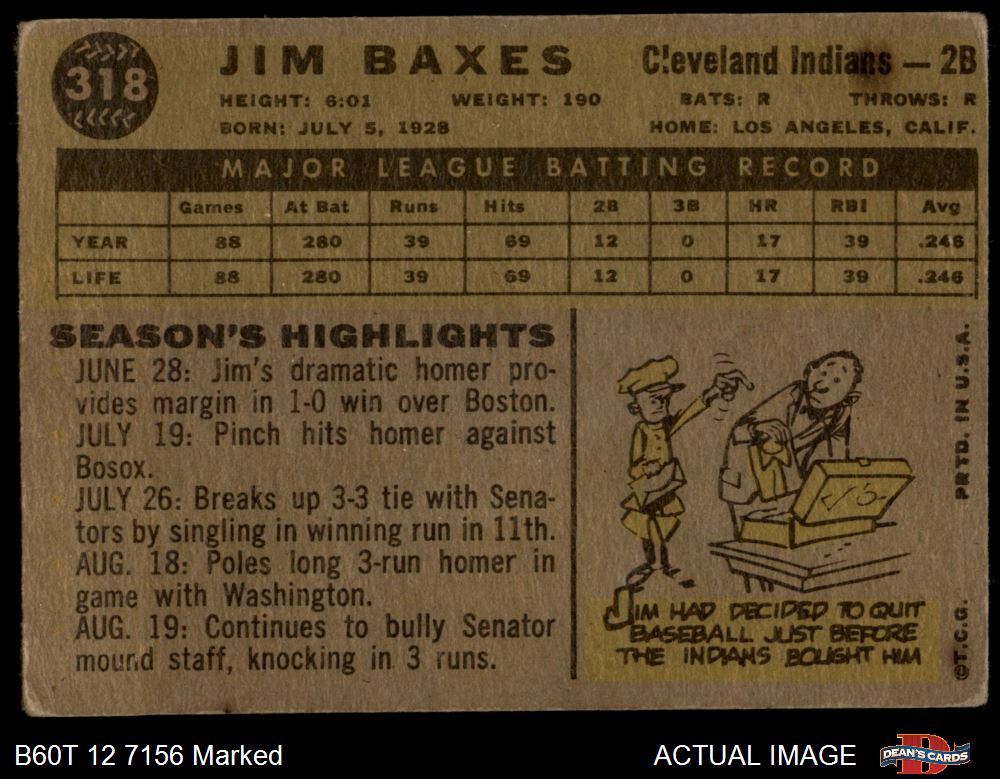 318
JIM BAXES
Cleveland Indians — 2B
HEIGHT: 6:01 WEIGHT: 190 BATS: R THROWS: R
BORN: JULY 5, 1928 HOME: LOS ANGELES, CALIF.
MAJOR LEAGUE BATTING RECORD
Games At Bat Runs Hits 2B 3B HR RBI Avg
YEAR 88 280 39 69 12 0 17 39 .246
LIFE 88 280 39 69 12 0 17 39 .246
SEASON'S HIGHLIGHTS
JUNE 28: Jim's dramatic homer pro-
vides margin in 1-0 win over Boston.
JULY 19: Pinch hits homer against
Bosox.
JULY 26: Breaks up 3-3 tie with Sena-
tors by singling in winning run in 11th.
AUG. 18: Poles long 3-run homer in
game with Washington.
AUG. 19: Continues to bully Senator
mound staff, knocking in 3 runs.
JIM HAD DECIDED TO QUIT
BASEBALL JUST BEFORE
THE INDIANS BOUGHT HIM
©T.C.G. PRTD. IN U.S.A.
B60T 12 7156 Marked
ACTUAL IMAGE
DEAN'S CARDS